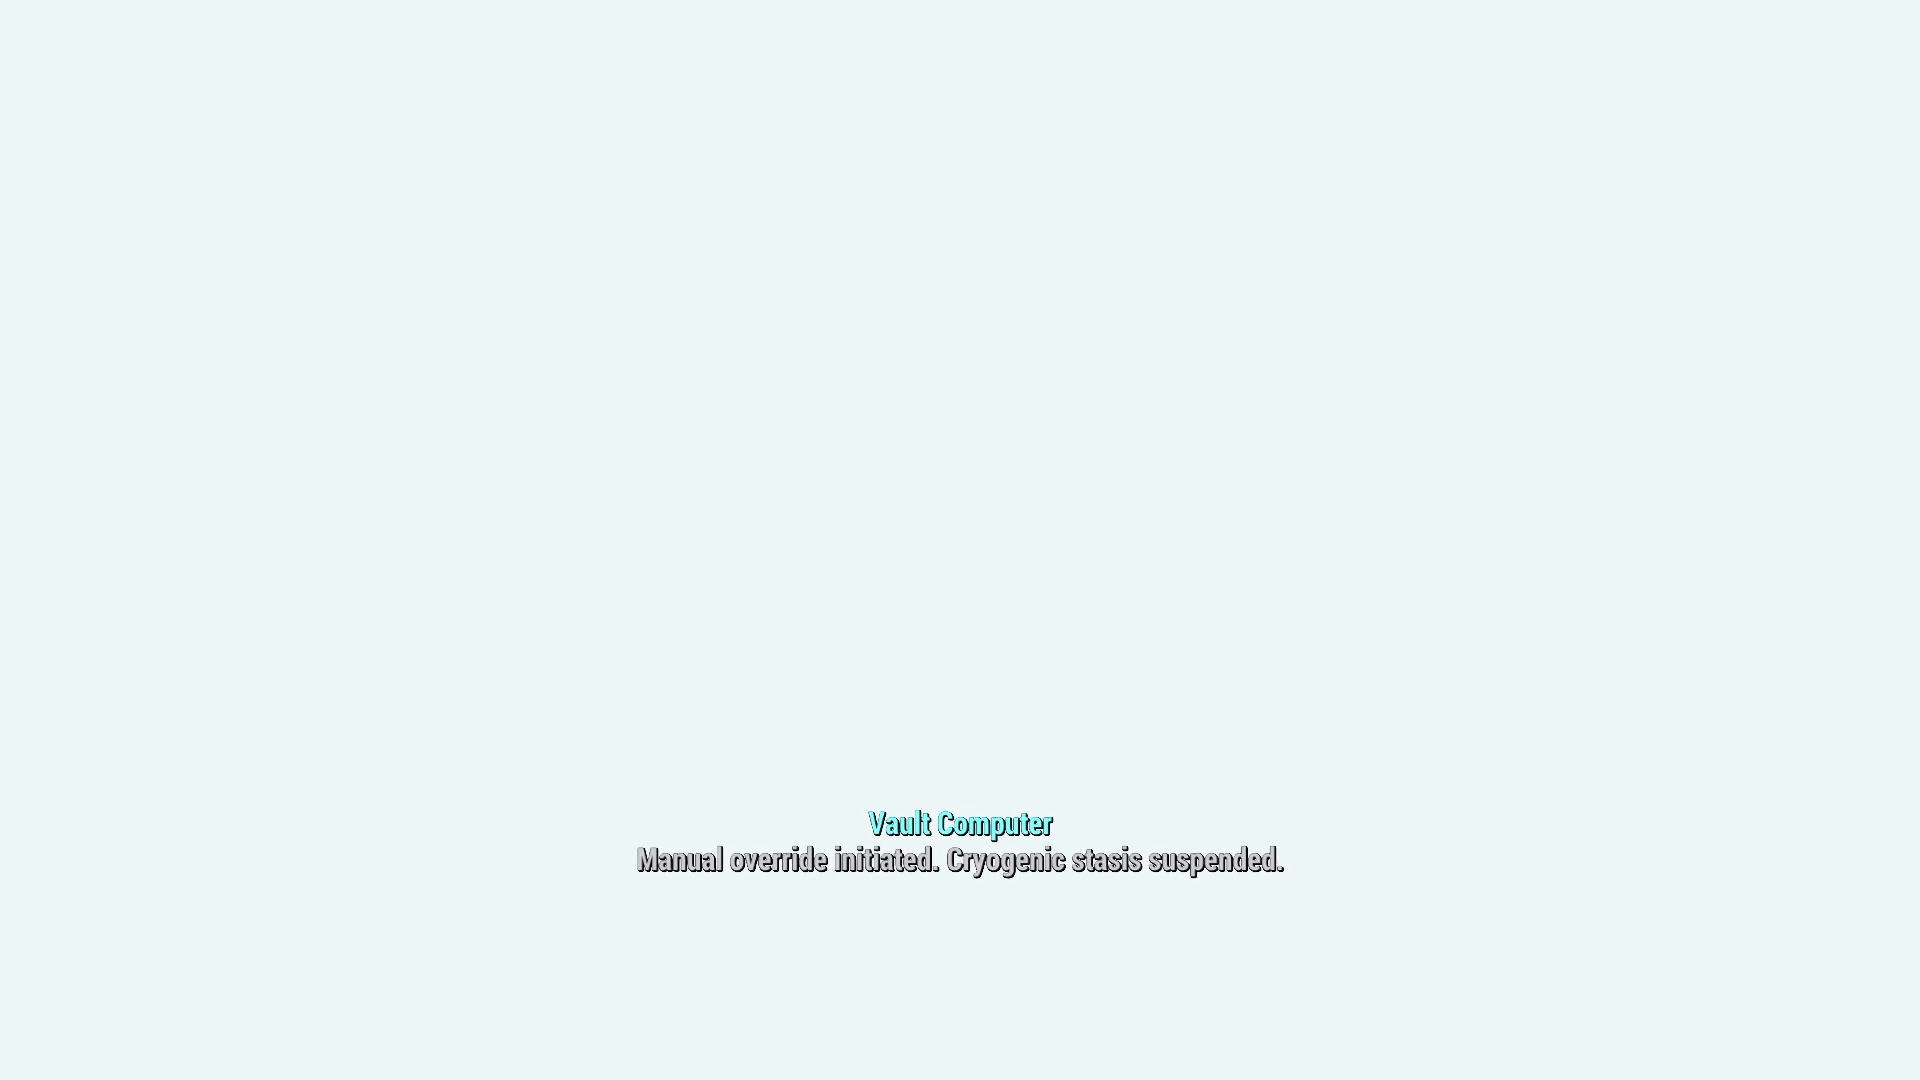 Vault Computer
Manual override initiated. Cryogenic stasis suspended.